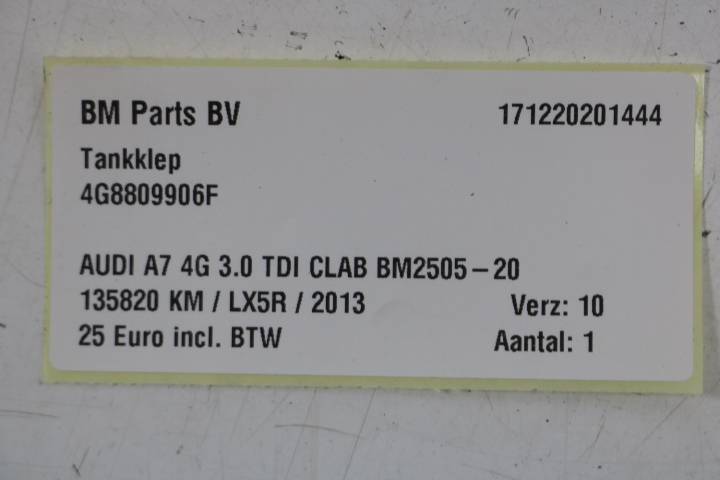 BM Parts BV 171220201444
Tankklep
4G8809906F
AUDI A7 4G 3.0 TDI CLAB BM2505-20
135820 KM / LX5R / 2013 Verz: 10
25 Euro incl. BTW Aantal: 1